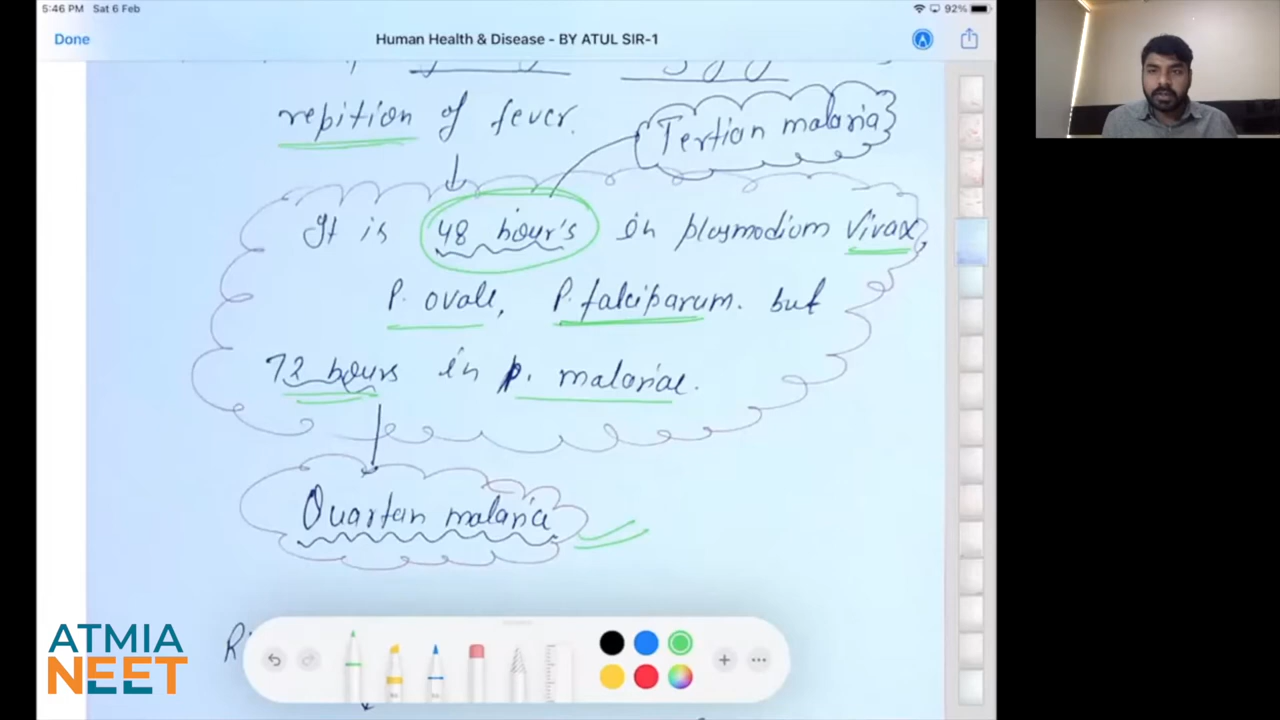 5:46 PM Sat 6 Feb
92%
Done
Human Health & Disease - BY ATUL SIR-1
repition of fever.
Tertian malaria
It is 48 hour's in plasmodium vivax
P. ovale, P. falciparum. but
72 hours in P. malariae.
Quartan malaria
ATMIA
NEET